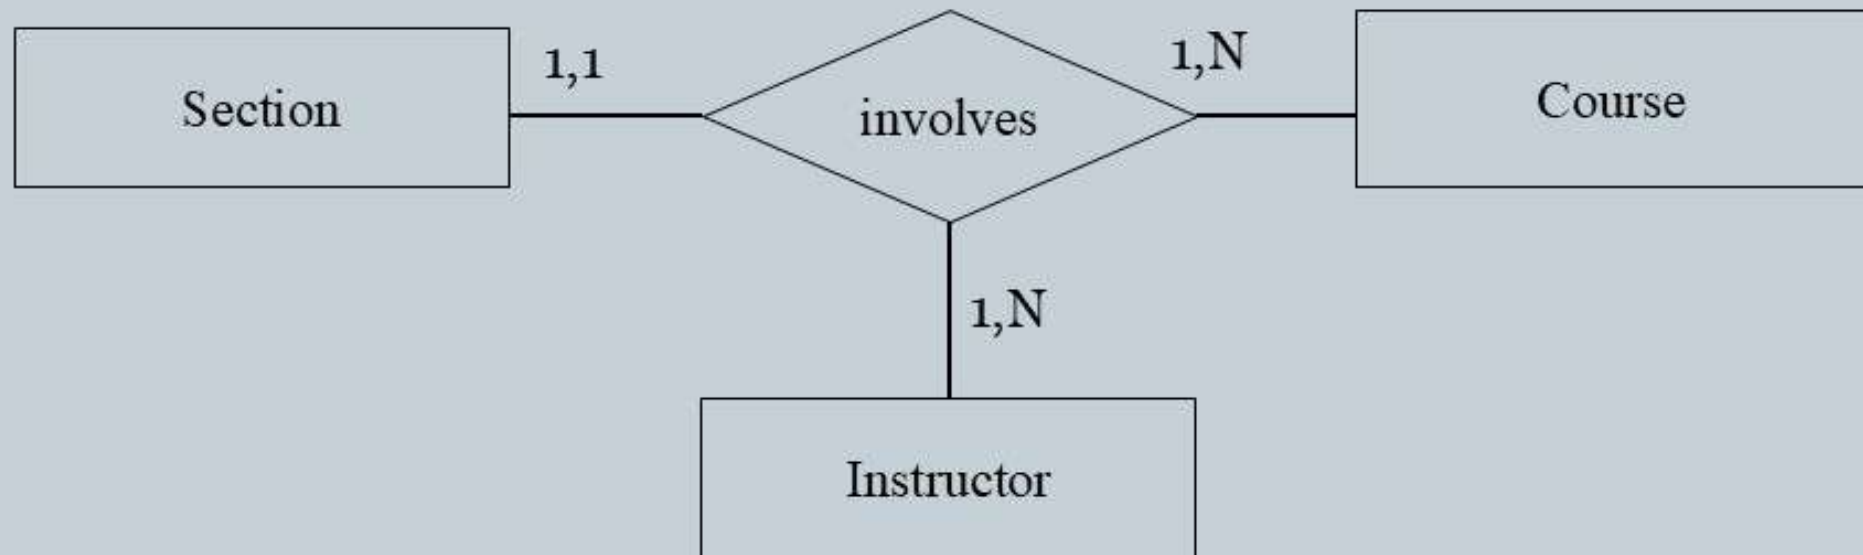 Section
1,1
involves
1,N
Course
1,N
Instructor